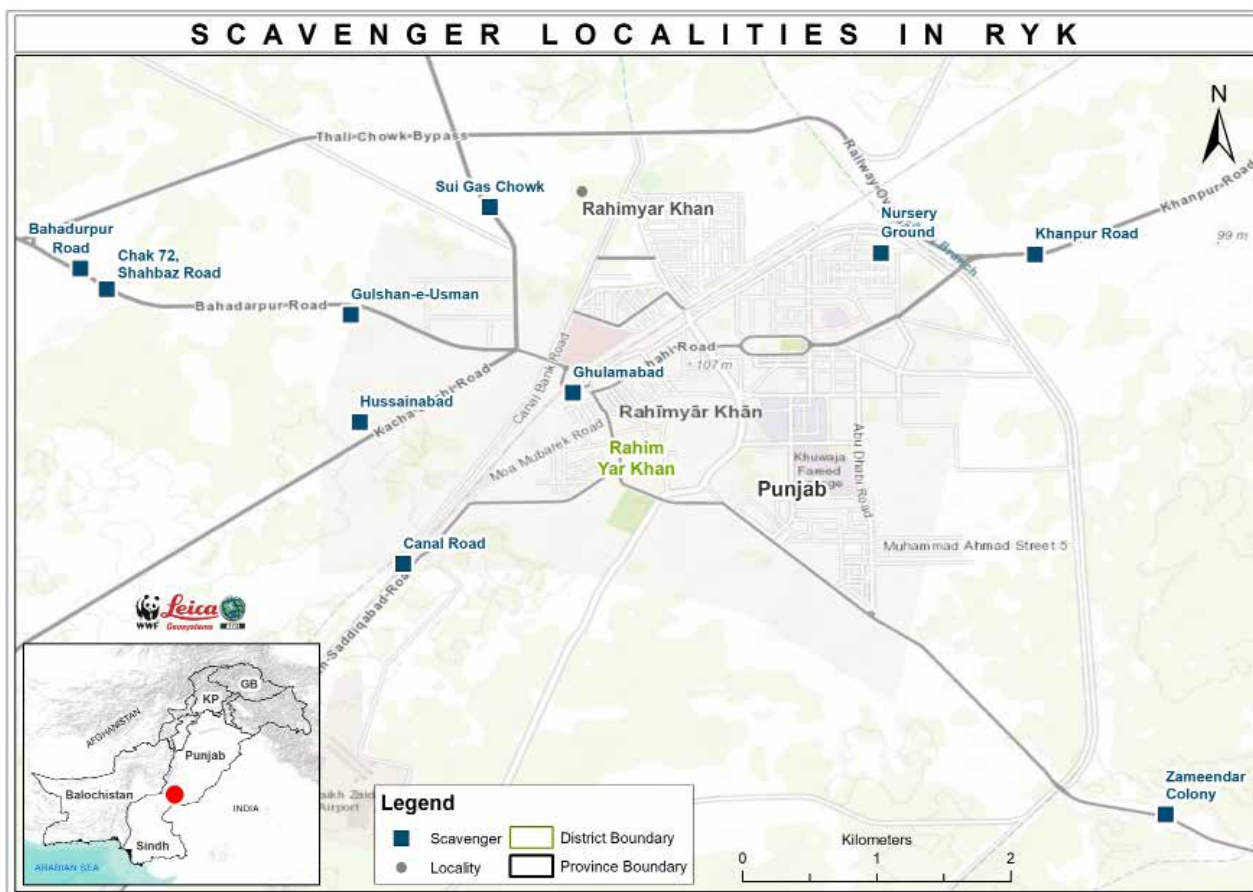 SCAVENGER LOCALITIES IN RYK
N
Thali Chowk Bypass
Sui Gas Chowk
Rahimyar Khan
Nursery
Ground
Khanpur Road
Khanpur Road
99 m
Branch
Bahadurpur
Road
Chak 72,
Shahbaz Road
Gulshan-e-Usman
Bahadarpur Road
Canal Bank Road
Road
107 m
Ghulamabad
Hussainabad
Road
Rahīmyār Khān
Moa Mubarek Road
Rahim
Yar Khan
Abu Dhabi Road
Khuwaja
Fareed
Punjab
Canal Road
Muhammad Ahmad Street 5
WWF
Leica
Geosystems
GB
KP
AFGHANISTAN
Punjab
Balochistan
INDIA
Sindh
ARABIAN SEA
Airport
Legend
Scavenger
District Boundary
Locality
Province Boundary
Kilometers
0
1
2
Zameendar
Colony